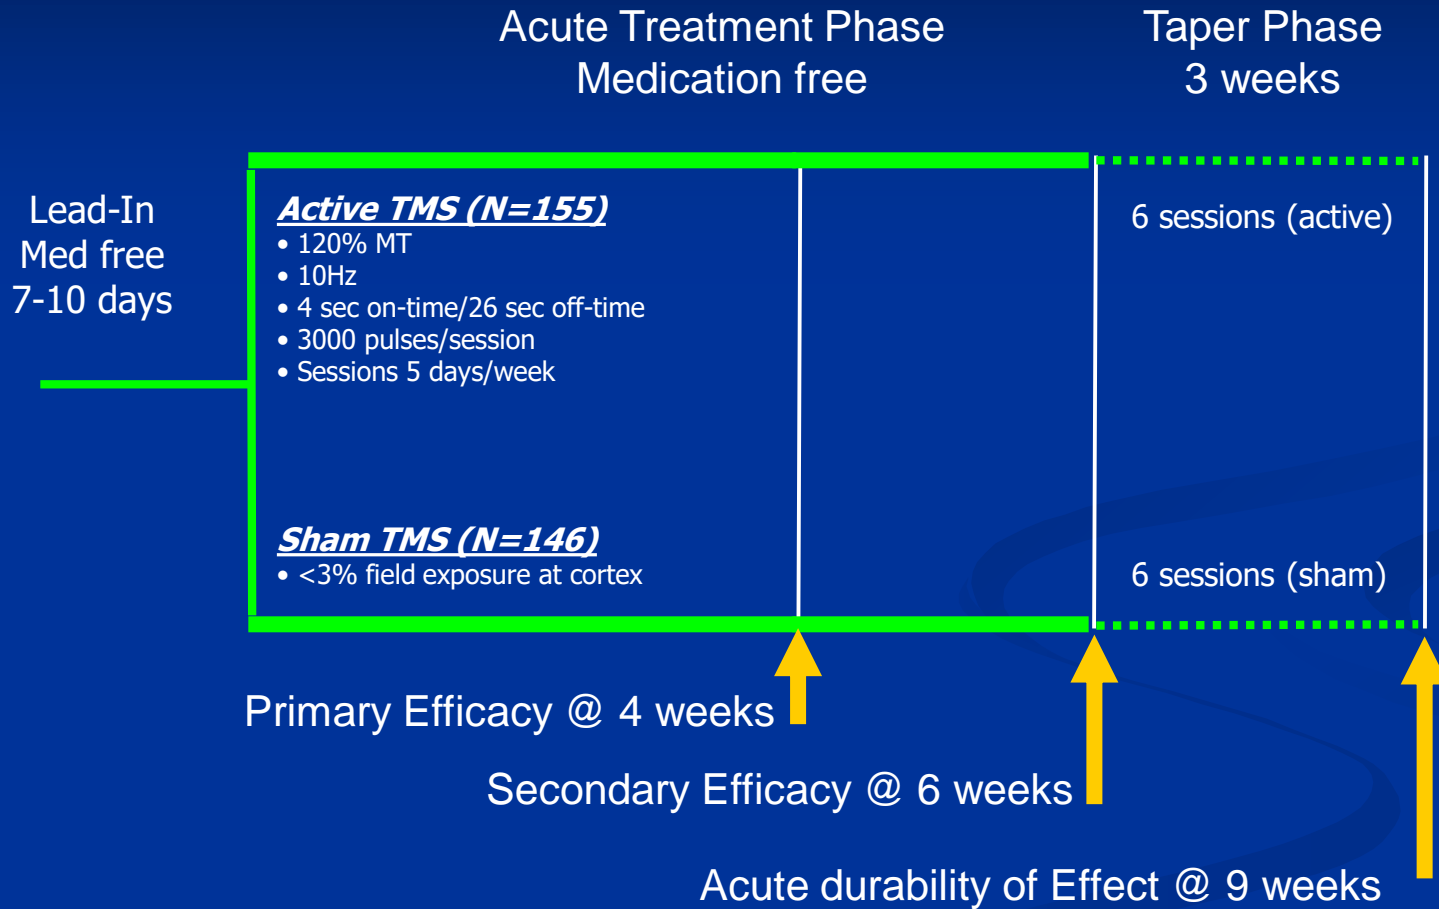 Acute Treatment Phase
Medication free
Taper Phase
3 weeks
Lead-In
Med free
7-10 days
Active TMS (N=155)
• 120% MT
• 10Hz
• 4 sec on-time/26 sec off-time
• 3000 pulses/session
• Sessions 5 days/week
6 sessions (active)
Sham TMS (N=146)
• <3% field exposure at cortex
6 sessions (sham)
Primary Efficacy @ 4 weeks
Secondary Efficacy @ 6 weeks
Acute durability of Effect @ 9 weeks